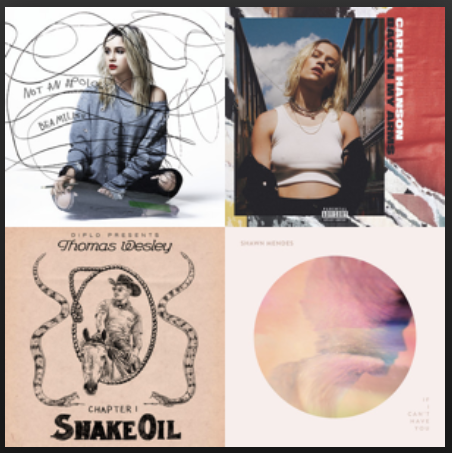 NOT AN APOLOGY
BEA MILLER
CARLIE HANSON
BACK IN MY ARMS
DIPLO PRESENTS
Thomas Wesley
CHAPTER 1
SNAKE OIL
SHAWN MENDES
IF
I
CAN'T
HAVE
YOU